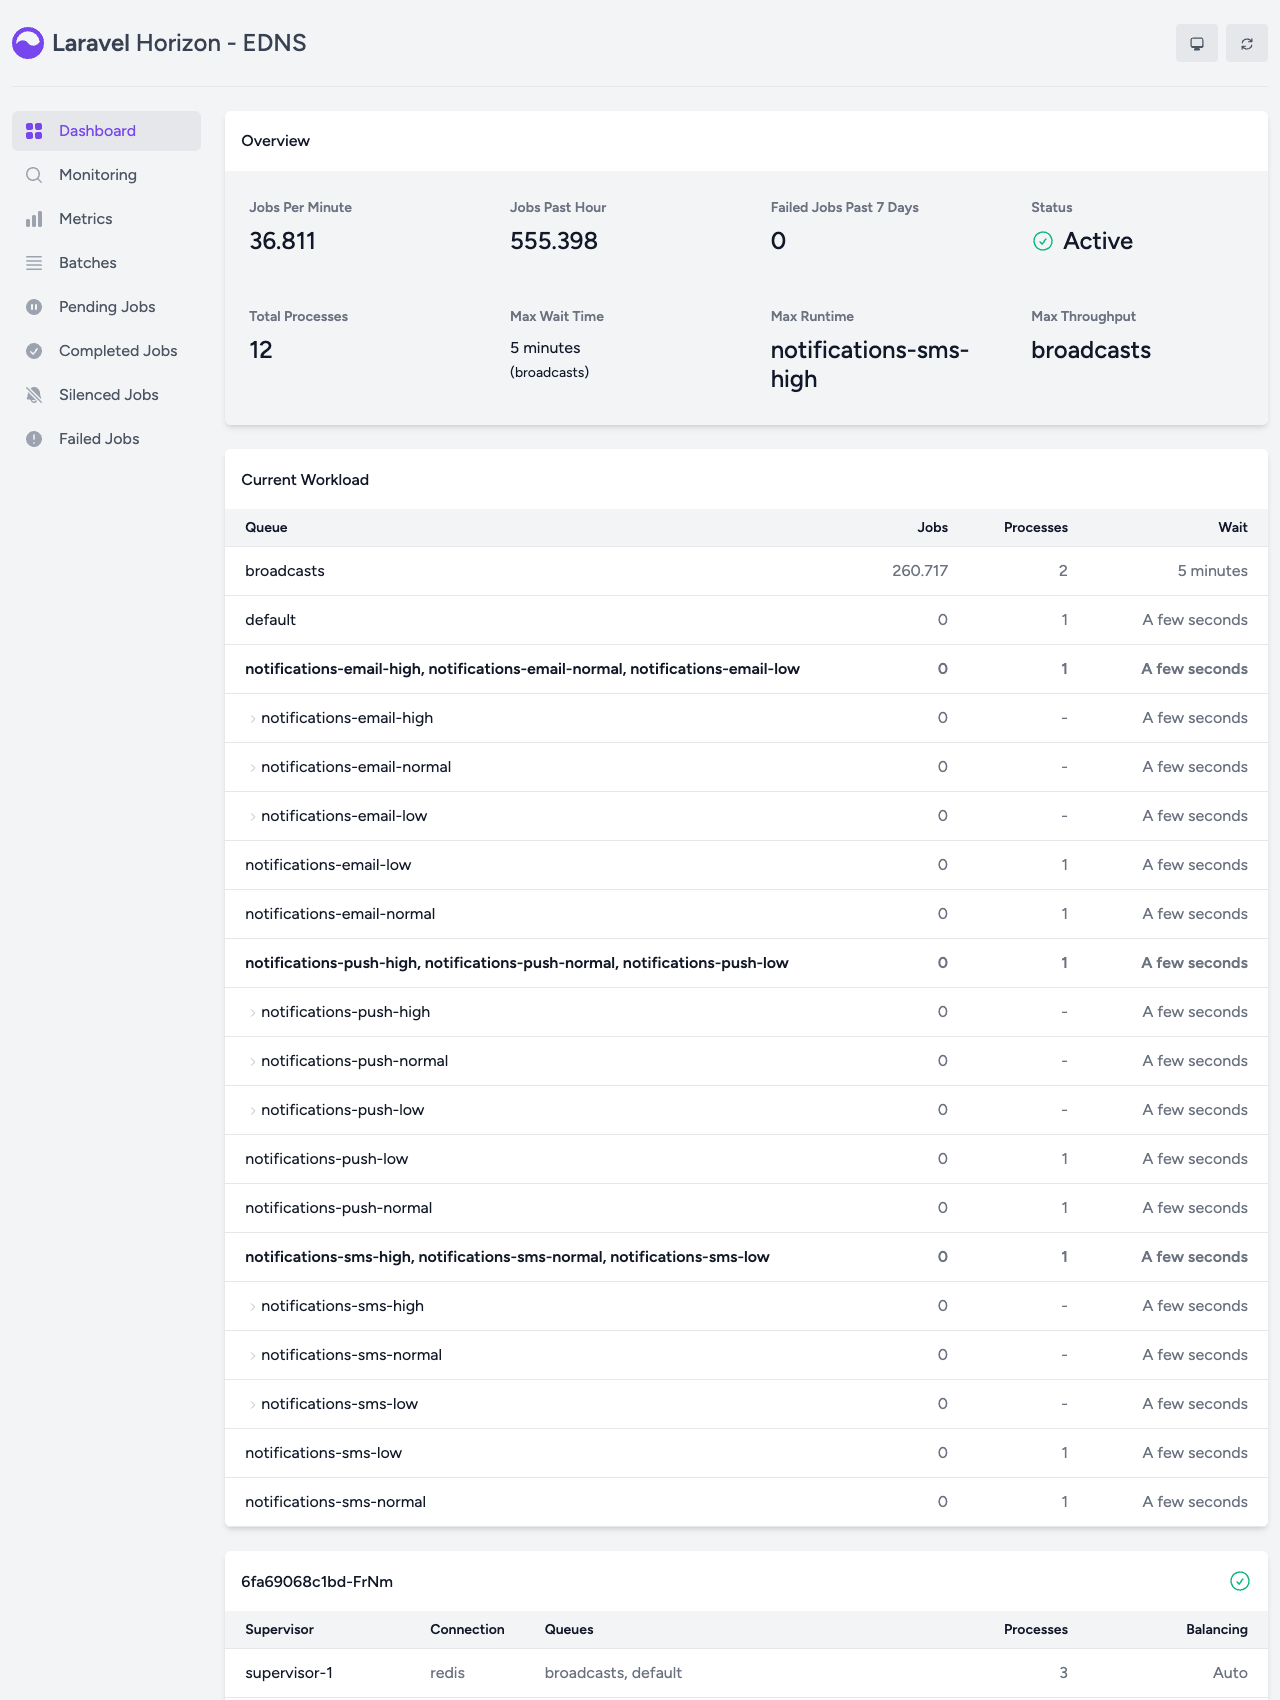 Laravel Horizon - EDNS
Dashboard
Monitoring
Metrics
Batches
Pending Jobs
Completed Jobs
Silenced Jobs
Failed Jobs
Overview
Jobs Per Minute
36.811
Jobs Past Hour
555.398
Failed Jobs Past 7 Days
0
Status
Active
Total Processes
12
Max Wait Time
5 minutes
(broadcasts)
Max Runtime
notifications-sms-
high
Max Throughput
broadcasts
Current Workload
Queue Jobs Processes Wait
broadcasts 260.717 2 5 minutes
default 0 1 A few seconds
notifications-email-high, notifications-email-normal, notifications-email-low 0 1 A few seconds
notifications-email-high 0 - A few seconds
notifications-email-normal 0 - A few seconds
notifications-email-low 0 - A few seconds
notifications-email-low 0 1 A few seconds
notifications-email-normal 0 1 A few seconds
notifications-push-high, notifications-push-normal, notifications-push-low 0 1 A few seconds
notifications-push-high 0 - A few seconds
notifications-push-normal 0 - A few seconds
notifications-push-low 0 - A few seconds
notifications-push-low 0 1 A few seconds
notifications-push-normal 0 1 A few seconds
notifications-sms-high, notifications-sms-normal, notifications-sms-low 0 1 A few seconds
notifications-sms-high 0 - A few seconds
notifications-sms-normal 0 - A few seconds
notifications-sms-low 0 - A few seconds
notifications-sms-low 0 1 A few seconds
notifications-sms-normal 0 1 A few seconds
6fa69068c1bd-FrNm
Supervisor Connection Queues Processes Balancing
supervisor-1 redis broadcasts, default 3 Auto